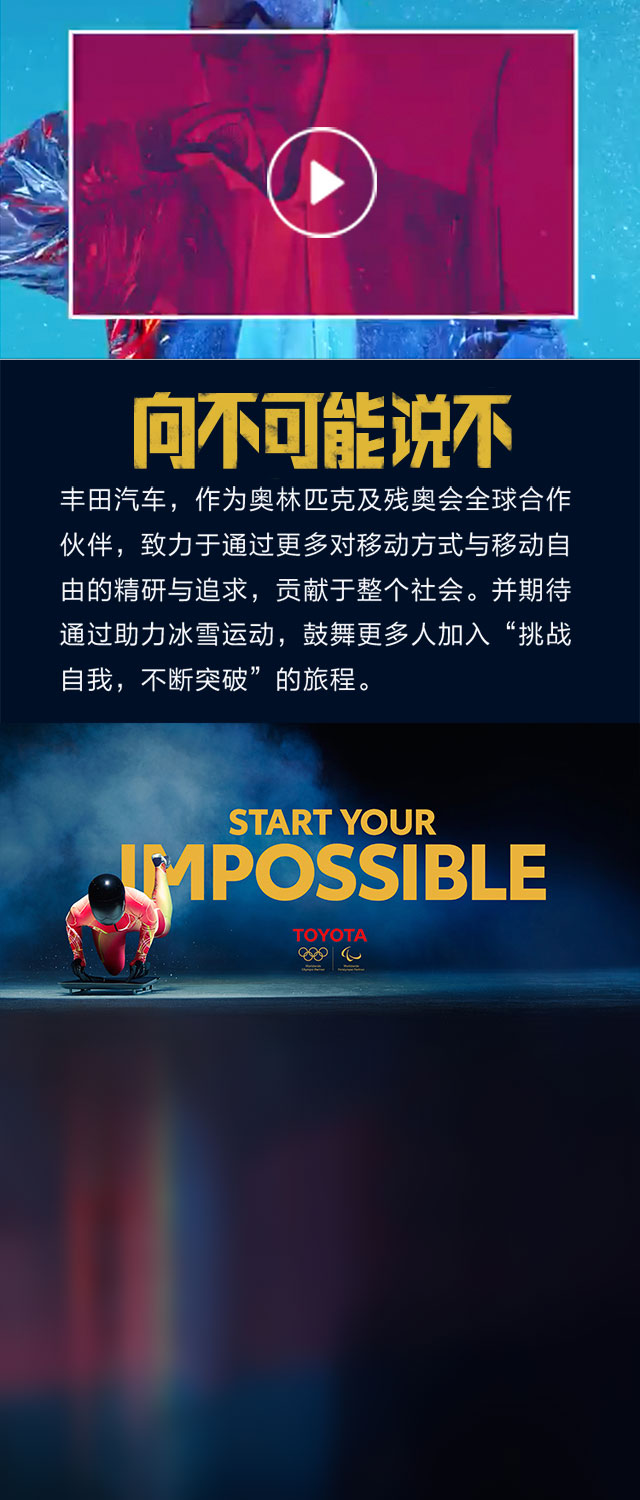 向不可能说不
丰田汽车，作为奥林匹克及残奥会全球合作
伙伴，致力于通过更多对移动方式与移动自
由的精研与追求，贡献于整个社会。并期待
通过助力冰雪运动，鼓舞更多人加入“挑战
自我，不断突破”的旅程。
START YOUR
IMPOSSIBLE
TOYOTA